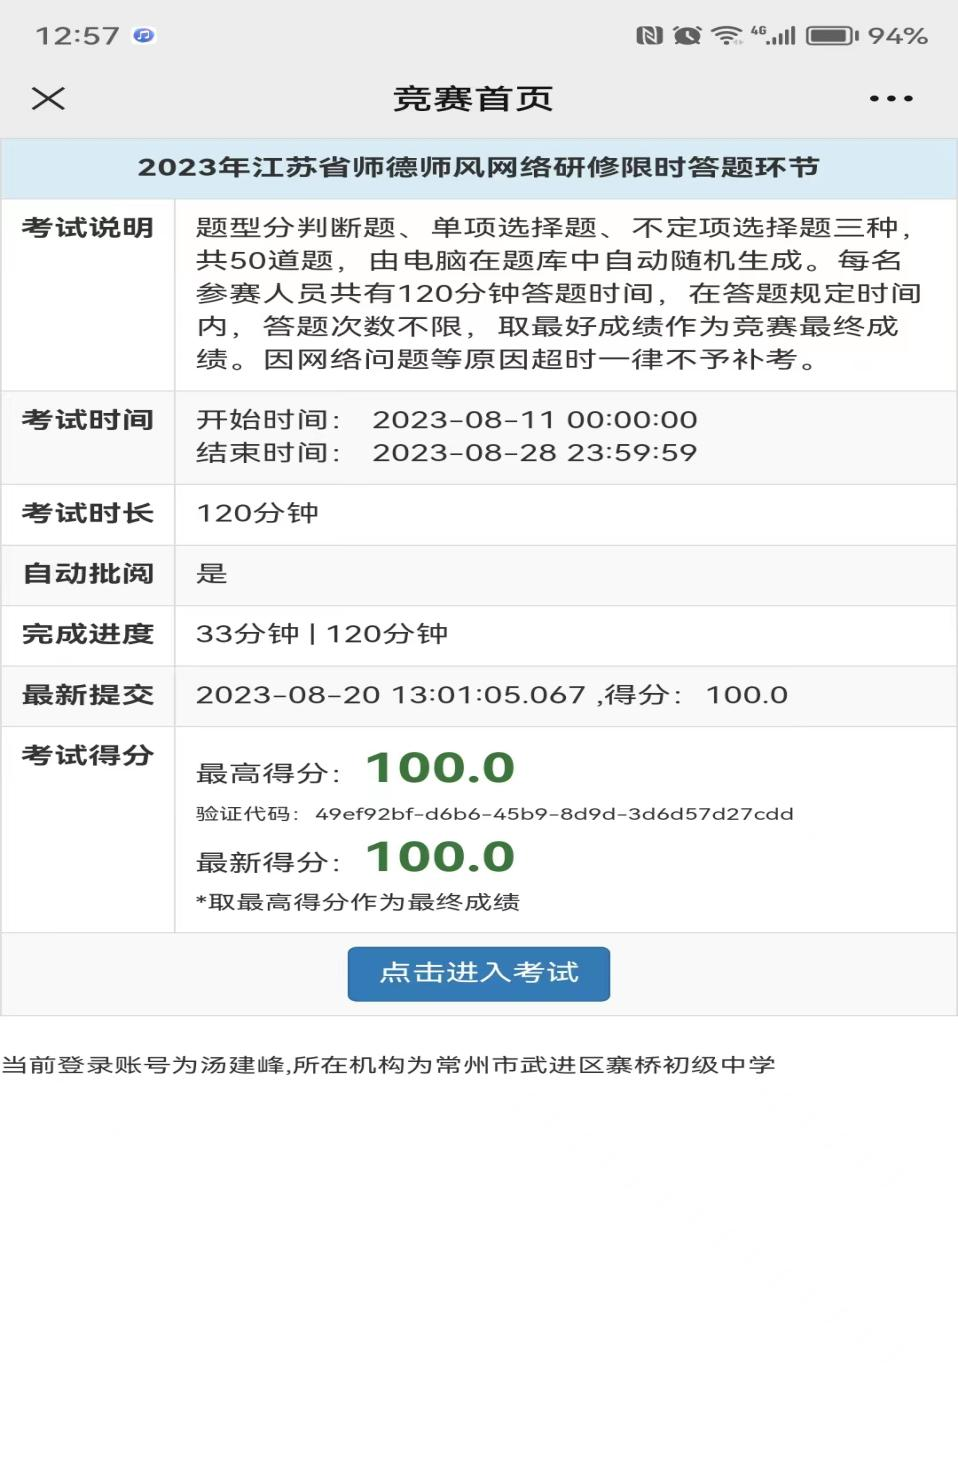 12:57 4G 94%
竞赛首页
2023年江苏省师德师风网络研修限时答题环节
考试说明
题型分判断题、单项选择题、不定项选择题三种，
共50道题，由电脑在题库中自动随机生成。每名
参赛人员共有120分钟答题时间，在答题规定时间
内，答题次数不限，取最好成绩作为竞赛最终成
绩。因网络问题等原因超时一律不予补考。
考试时间
开始时间： 2023-08-11 00:00:00
结束时间： 2023-08-28 23:59:59
考试时长 120分钟
自动批阅 是
完成进度 33分钟 | 120分钟
最新提交 2023-08-20 13:01:05.067 ,得分： 100.0
考试得分
最高得分： 100.0
验证代码：49ef92bf-d6b6-45b9-8d9d-3d6d57d27cdd
最新得分： 100.0
*取最高得分作为最终成绩
点击进入考试
当前登录账号为汤建峰,所在机构为常州市武进区寨桥初级中学